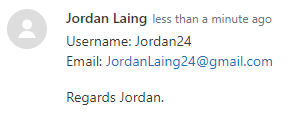 Jordan Laing less than a minute ago
Username: Jordan24
Email: JordanLaing24@gmail.com
Regards Jordan.